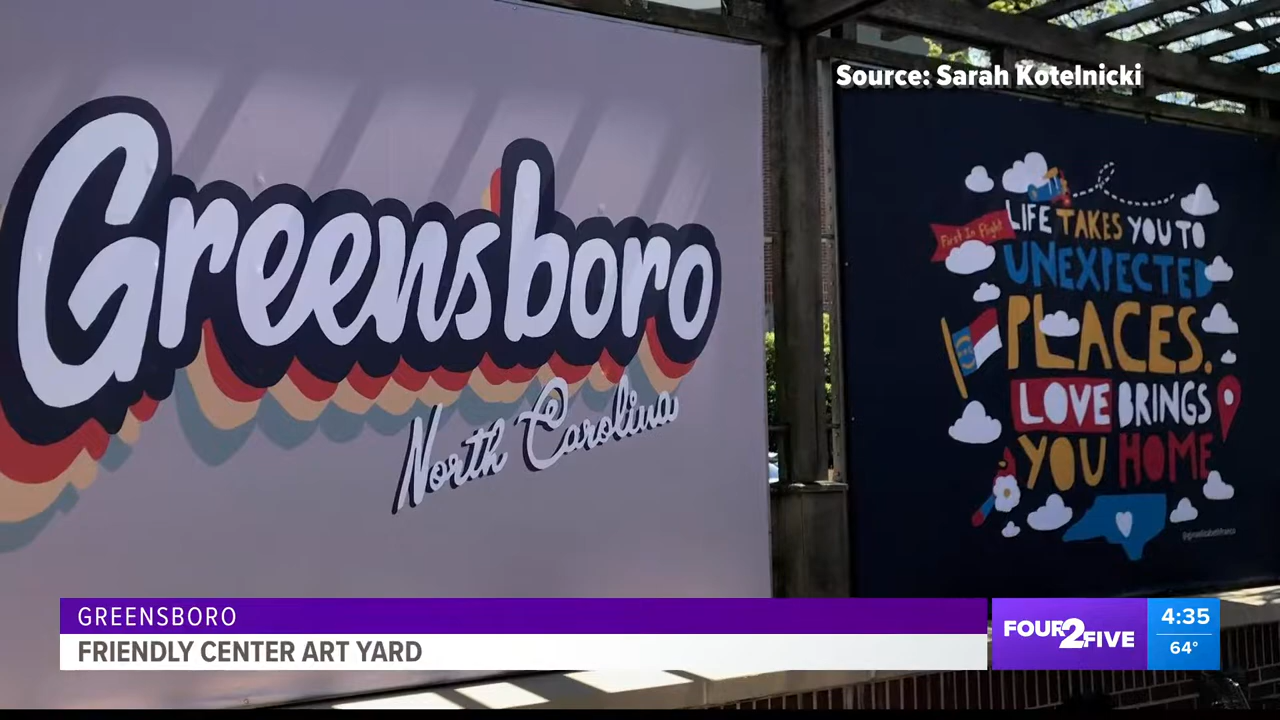 Source: Sarah Kotelnicki
Greensboro
North Carolina
First In Flight
LIFE TAKES YOU TO
UNEXPECTED
PLACES.
LOVE BRINGS
YOU HOME
GREENSBORO
FRIENDLY CENTER ART YARD
FOUR2FIVE
4:35
64°